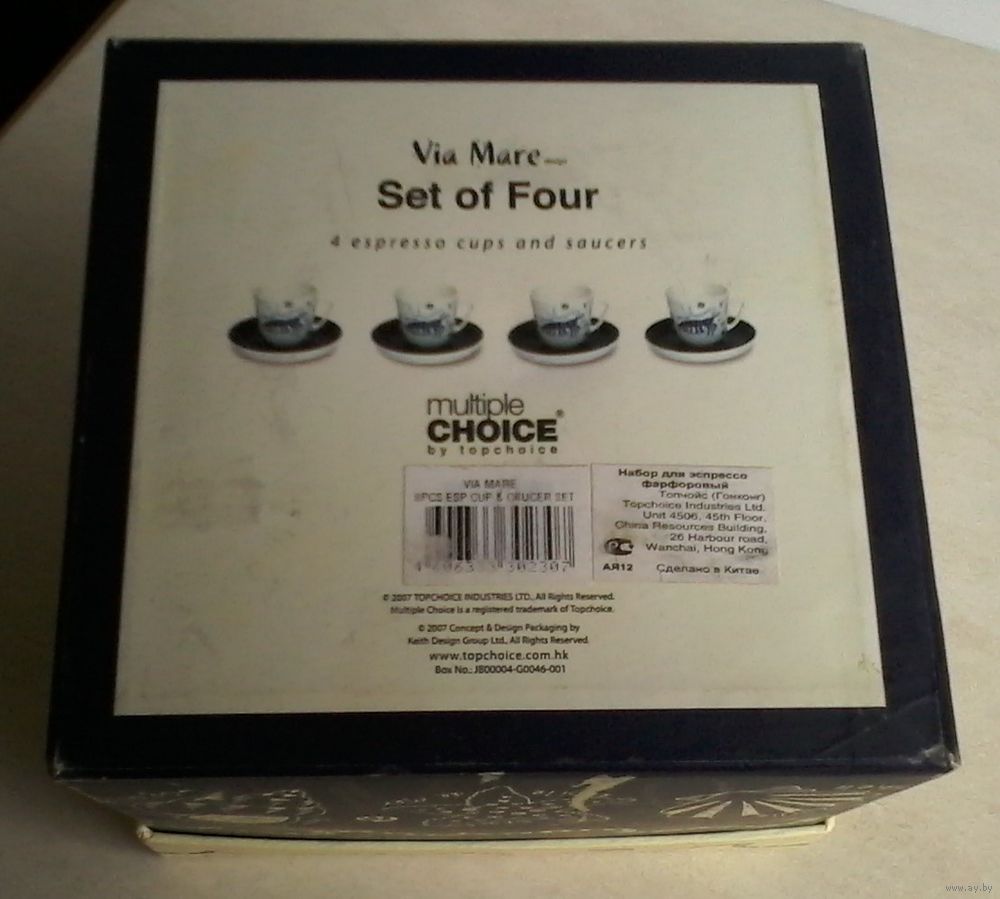 Via Mare
Set of Four
4 espresso cups and saucers
multiple
CHOICE®
by topchoice
VIA MARE
8PCS ESP CUP & SAUCER SET
302307
Набор для эспрессо
фарфоровый
Топчойс (Гонконг)
Topchoice Industries Ltd.
Unit 4506, 45th Floor,
China Resources Building,
26 Harbour road,
Wanchai, Hong Kong
АЯ12 Сделано в Китае
© 2007 TOPCHOICE INDUSTRIES LTD., All Rights Reserved.
Multiple Choice is a registered trademark of Topchoice.
© 2007 Concept & Design Packaging by
Keith Design Group Ltd., All Rights Reserved.
www.topchoice.com.hk
Box No.: JB00004-G0046-001
www.ay.by